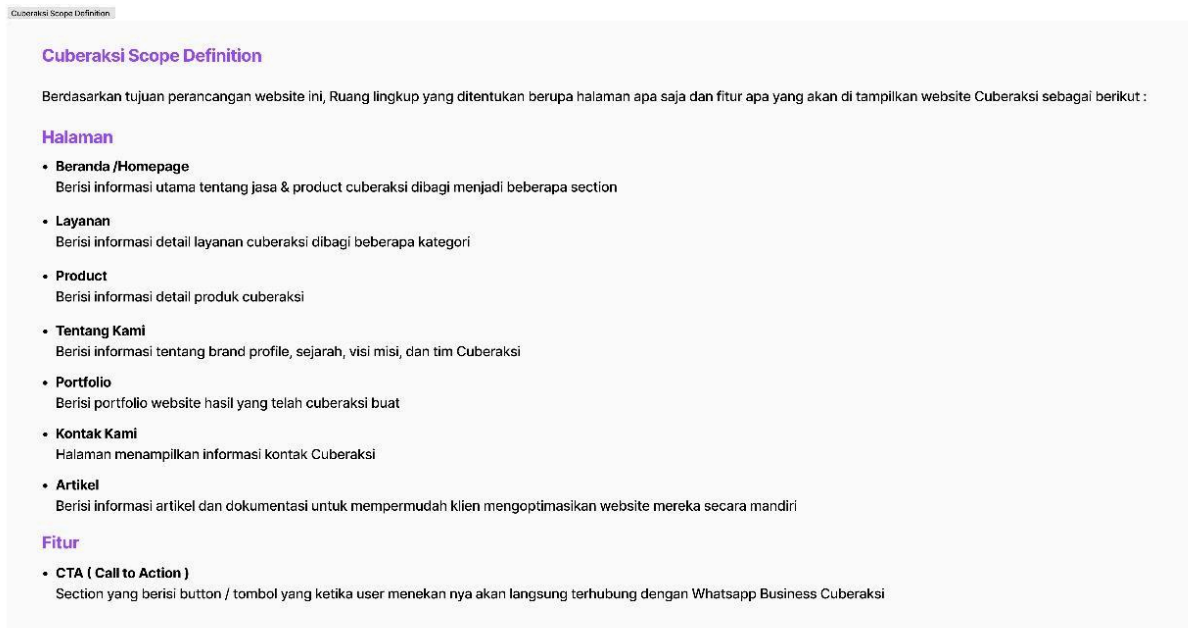 Cuberaksi Scope Definition
Cuberaksi Scope Definition
Berdasarkan tujuan perancangan website ini, Ruang lingkup yang ditentukan berupa halaman apa saja dan fitur apa yang akan di tampilkan website Cuberaksi sebagai berikut :
Halaman
• Beranda /Homepage
Berisi informasi utama tentang jasa & product cuberaksi dibagi menjadi beberapa section
• Layanan
Berisi informasi detail layanan cuberaksi dibagi beberapa kategori
• Product
Berisi informasi detail produk cuberaksi
• Tentang Kami
Berisi informasi tentang brand profile, sejarah, visi misi, dan tim Cuberaksi
• Portfolio
Berisi portfolio website hasil yang telah cuberaksi buat
• Kontak Kami
Halaman menampilkan informasi kontak Cuberaksi
• Artikel
Berisi informasi artikel dan dokumentasi untuk mempermudah klien mengoptimasikan website mereka secara mandiri
Fitur
• CTA ( Call to Action )
Section yang berisi button / tombol yang ketika user menekan nya akan langsung terhubung dengan Whatsapp Business Cuberaksi